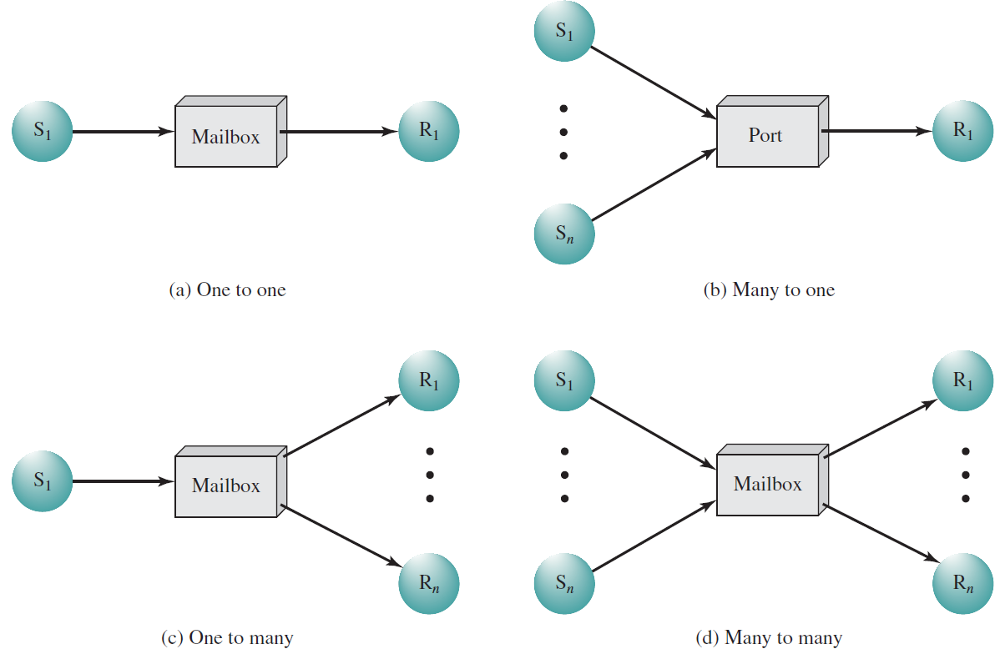 S1
Mailbox
R1
(a) One to one
S1
Sn
Port
R1
(b) Many to one
S1
Mailbox
R1
Rn
(c) One to many
S1
Sn
Mailbox
R1
Rn
(d) Many to many